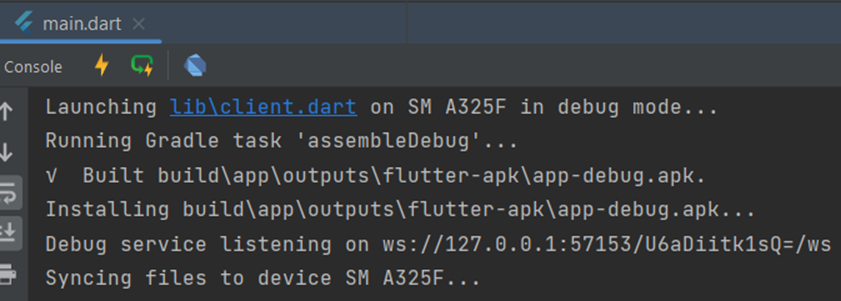 main.dart
Console
Launching lib\client.dart on SM A325F in debug mode...
Running Gradle task 'assembleDebug'...
√ Built build\app\outputs\flutter-apk\app-debug.apk.
Installing build\app\outputs\flutter-apk\app-debug.apk...
Debug service listening on ws://127.0.0.1:57153/U6aDiitk1sQ=/ws
Syncing files to device SM A325F...